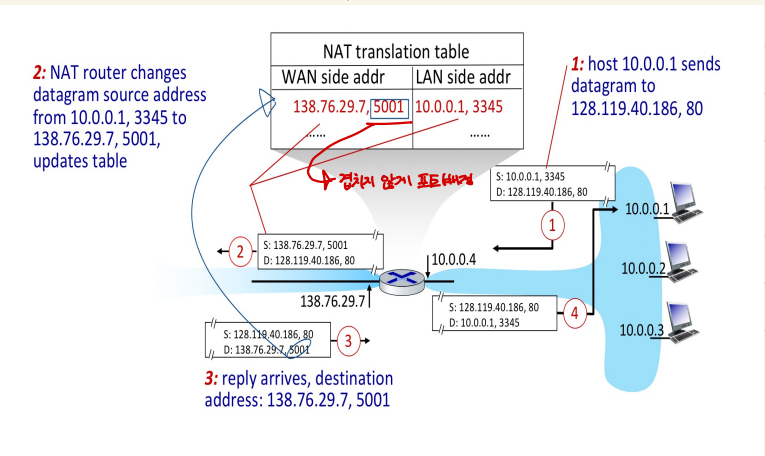 NAT translation table
WAN side addr LAN side addr
138.76.29.7, 5001 10.0.0.1, 3345
...... ......
겹치지 않게 포트배정
1: host 10.0.0.1 sends
datagram to
128.119.40.186, 80
2: NAT router changes
datagram source address
from 10.0.0.1, 3345 to
138.76.29.7, 5001,
updates table
S: 10.0.0.1, 3345
D: 128.119.40.186, 80
1
10.0.0.1
S: 138.76.29.7, 5001
D: 128.119.40.186, 80
2
10.0.0.4
10.0.0.2
138.76.29.7
S: 128.119.40.186, 80
D: 10.0.0.1, 3345
4
S: 128.119.40.186, 80
D: 138.76.29.7, 5001
3
10.0.0.3
3: reply arrives, destination
address: 138.76.29.7, 5001